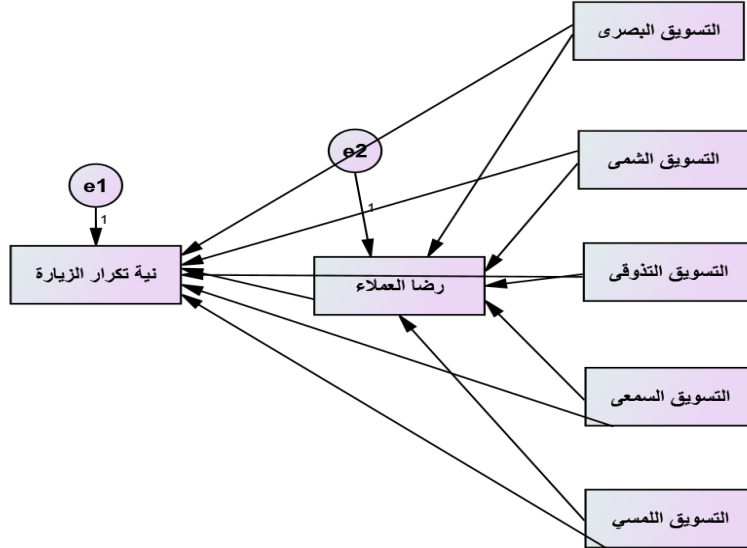 التسويق البصرى
التسويق الشمى
التسويق التذوقى
التسويق السمعى
التسويق اللمسي
e2
1
رضا العملاء
e1
1
نية تكرار الزيارة